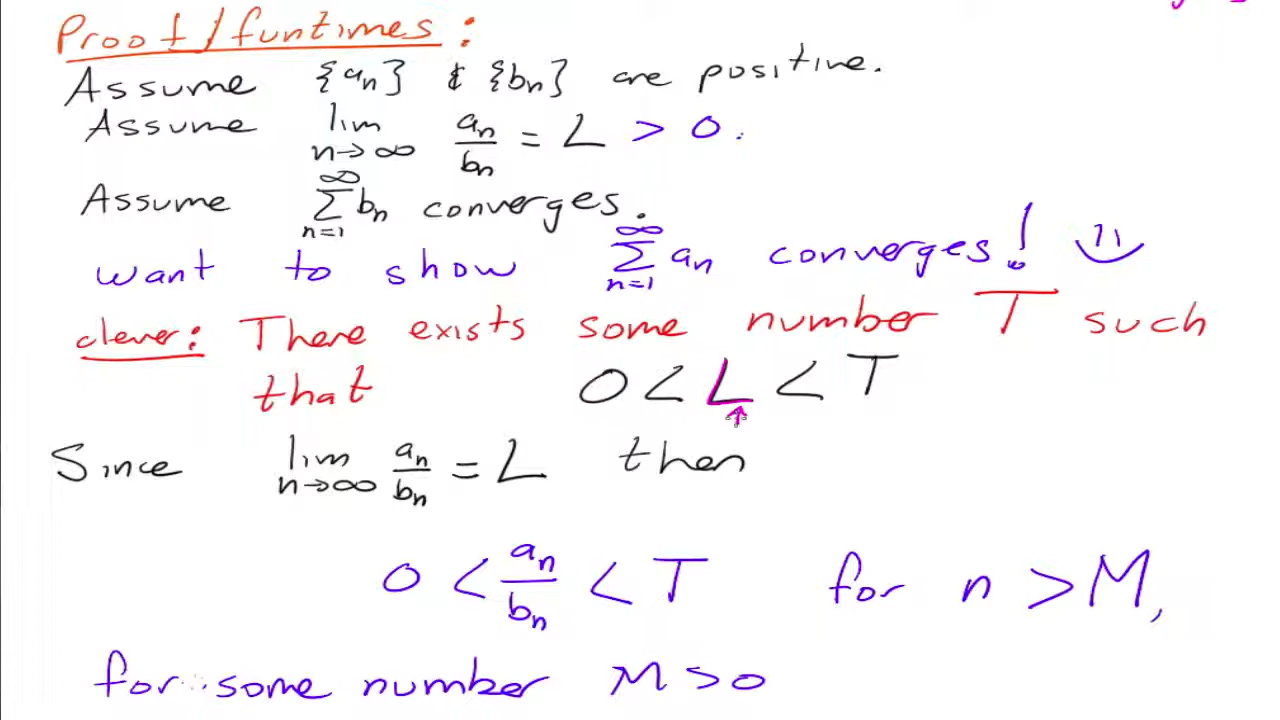 Proof/funtimes:
Assume {aₙ} & {bₙ} are positive.
Assume lim n→∞ aₙ/bₙ = L > 0.
Assume ∑ n=1 ∞ bₙ converges.
want to show ∑ n=1 ∞ aₙ converges!
clever: There exists some number T such
that 0 < L < T
Since lim n→∞ aₙ/bₙ = L then
0 < aₙ/bₙ < T for n > M,
for some number M > 0